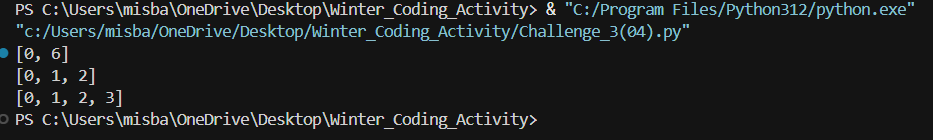 PS C:\Users\misba\OneDrive\Desktop\Winter_Coding_Activity> & "C:/Program Files/Python312/python.exe"
"c:/Users/misba/OneDrive/Desktop/Winter_Coding_Activity/Challenge_3(04).py"
[0, 6]
[0, 1, 2]
[0, 1, 2, 3]
PS C:\Users\misba\OneDrive\Desktop\Winter_Coding_Activity>